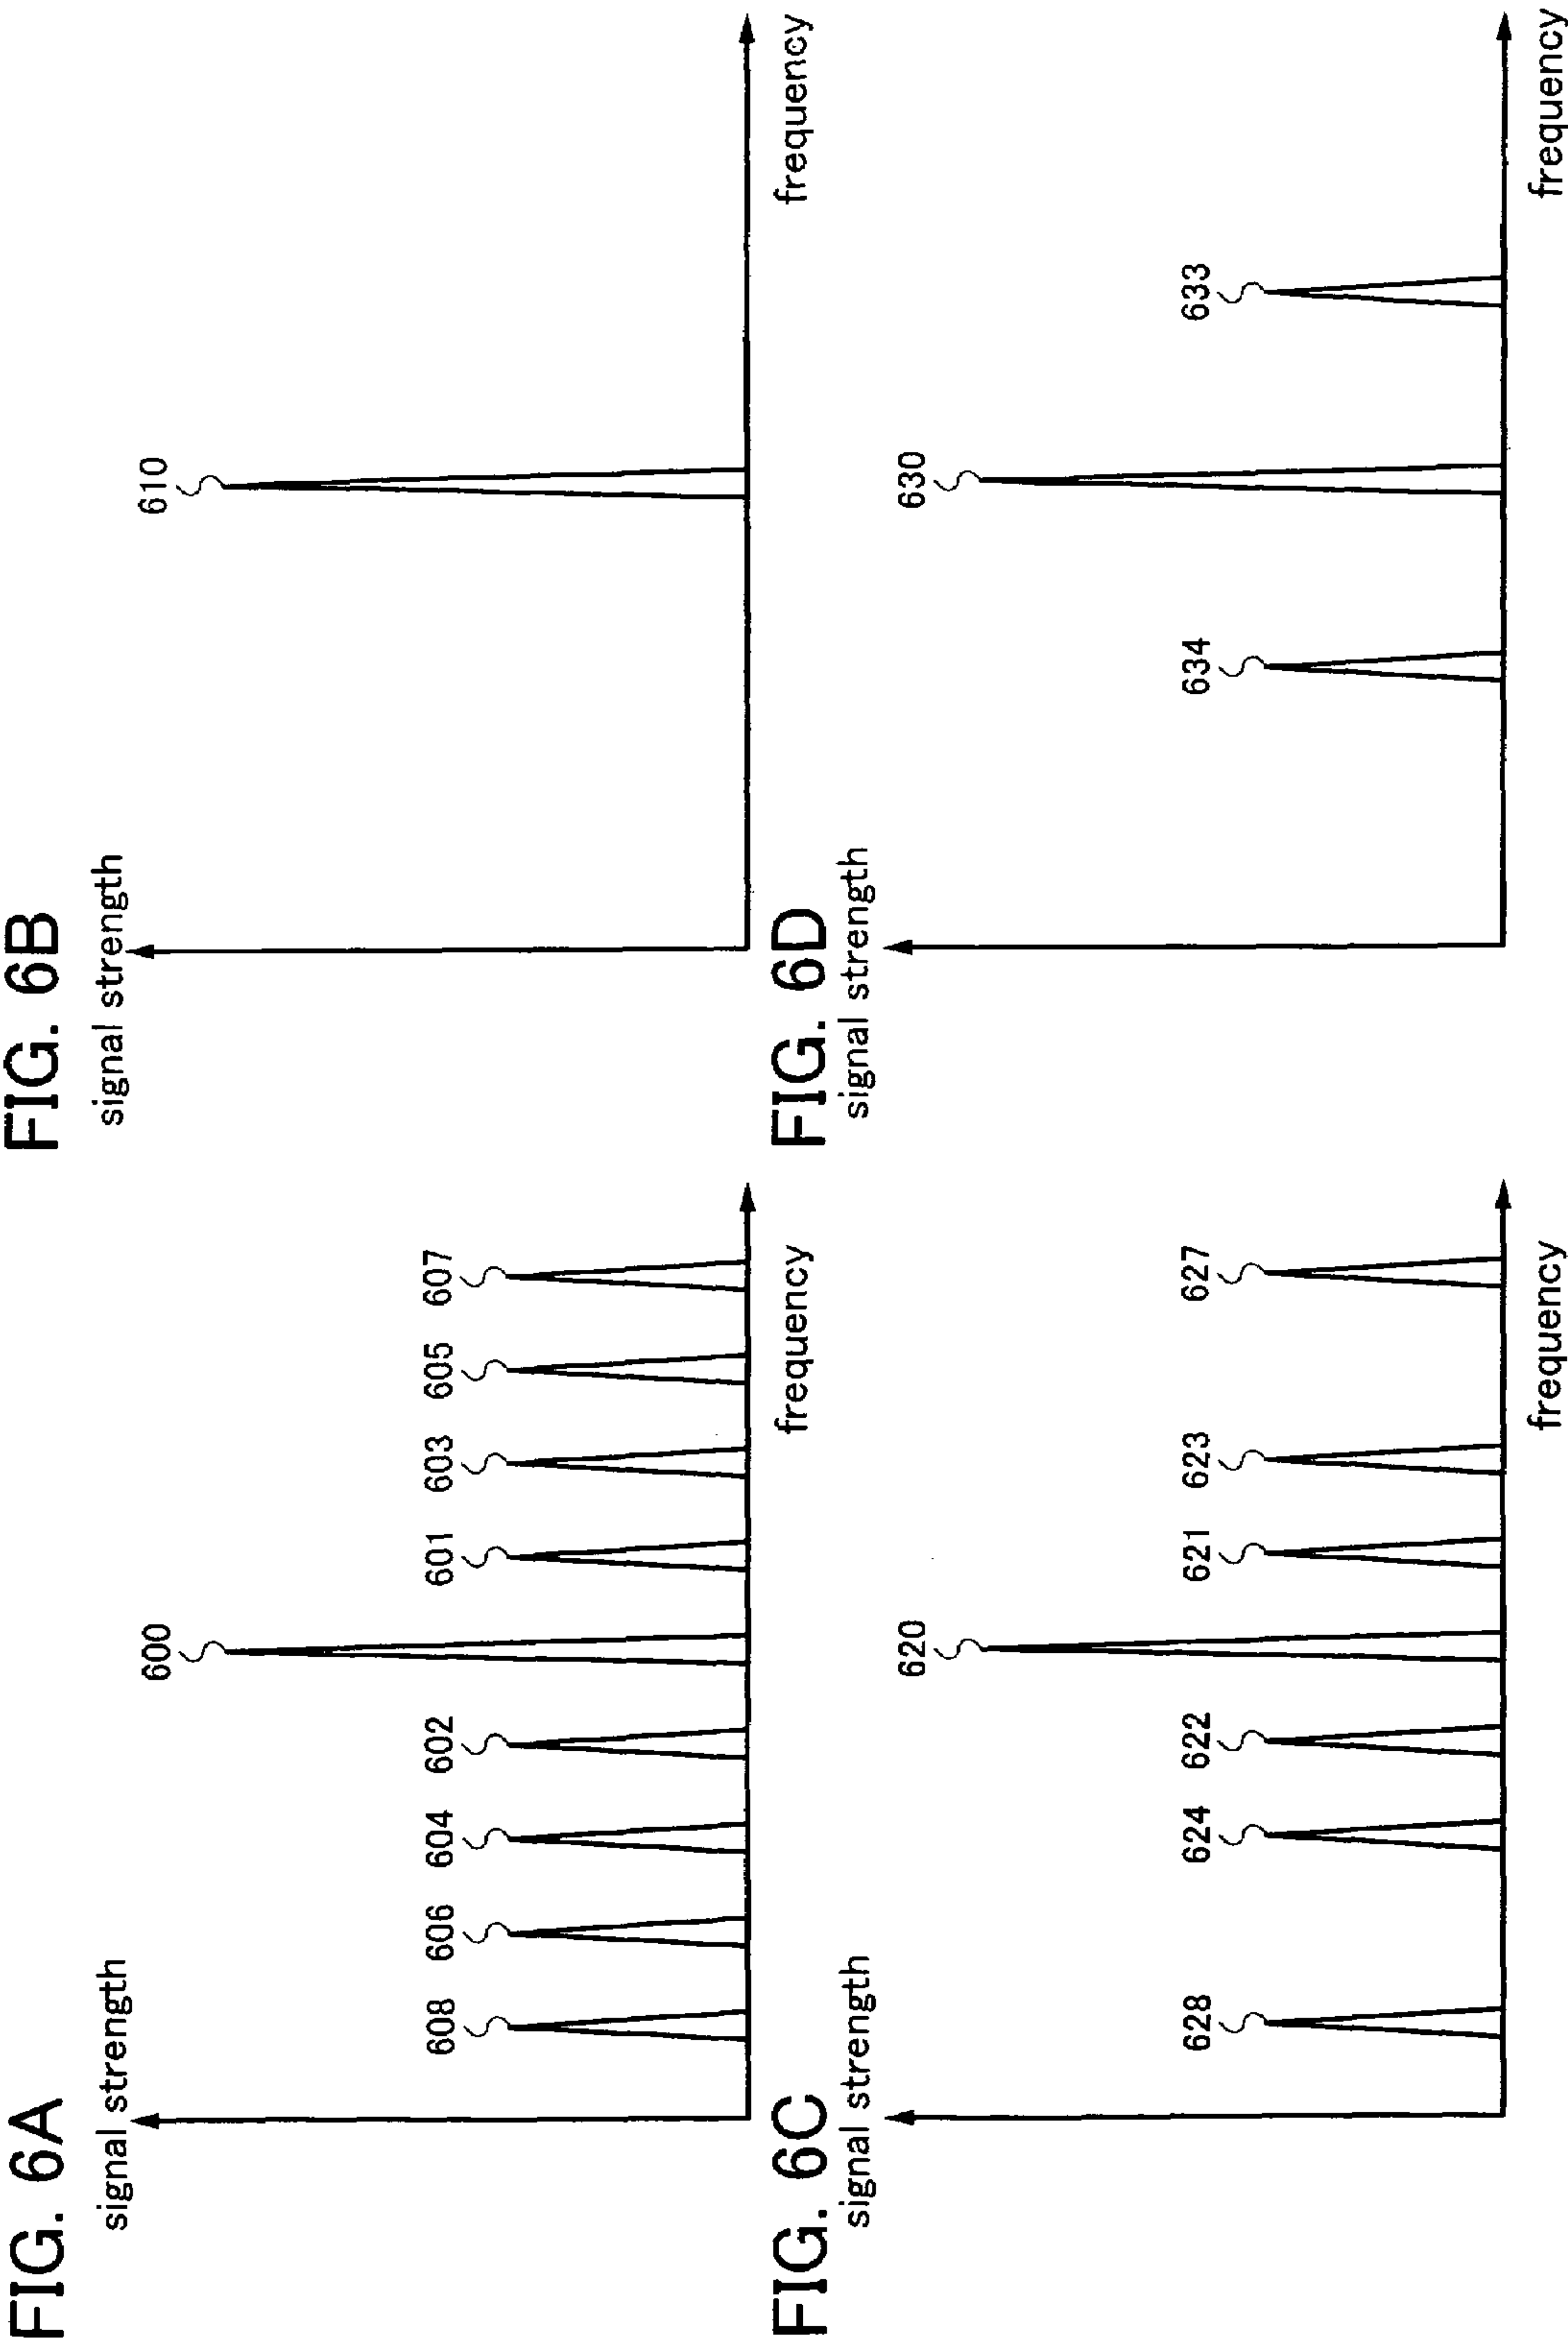 FIG. 6A
signal strength
600
608
606
604
602
601
603
605
607
frequency
FIG. 6B
signal strength
610
frequency
FIG. 6C
signal strength
620
628
624
622
621
623
627
frequency
FIG. 6D
signal strength
630
634
633
frequency